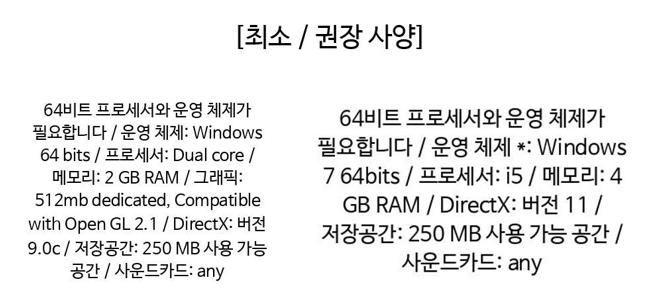 [최소 / 권장 사양]
64비트 프로세서와 운영 체제가
필요합니다 / 운영 체제: Windows
64 bits / 프로세서: Dual core /
메모리: 2 GB RAM / 그래픽:
512mb dedicated, Compatible
with Open GL 2.1 / DirectX: 버전
9.0c / 저장공간: 250 MB 사용 가능
공간 / 사운드카드: any
64비트 프로세서와 운영 체제가
필요합니다 / 운영 체제 *: Windows
7 64bits / 프로세서: i5 / 메모리: 4
GB RAM / DirectX: 버전 11 /
저장공간: 250 MB 사용 가능 공간 /
사운드카드: any